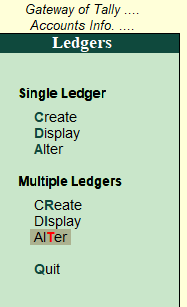 Gateway of Tally ....
Accounts Info. ....
Ledgers
Single Ledger
Create
Display
Alter
Multiple Ledgers
CReate
DIsplay
AlTer
Quit